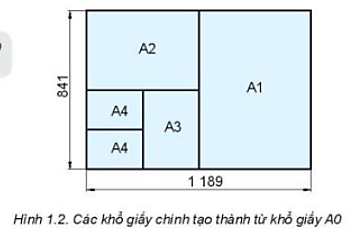 A2
A1
841
A4
A3
A4
1 189
Hình 1.2. Các khổ giấy chính tạo thành từ khổ giấy A0